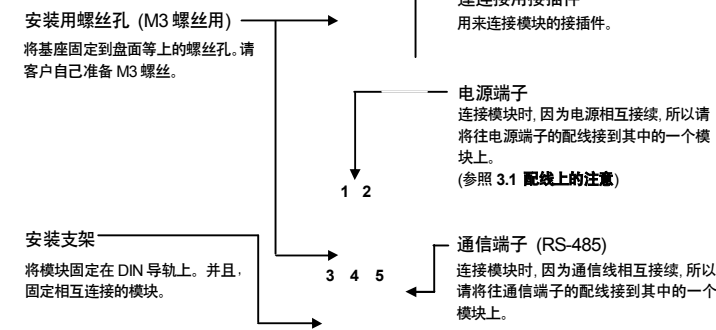 安装用螺丝孔 (M3 螺丝用)
将基座固定到盘面等上的螺丝孔。请
客户自己准备 M3 螺丝。
用来连接模块的接插件。
电源端子
连接模块时, 因为电源相互接续, 所以请
将往电源端子的配线接到其中的一个模
块上。
(参照 3.1 配线上的注意)
1 2
安装支架
将模块固定在 DIN 导轨上。并且,
固定相互连接的模块。
3 4 5
通信端子 (RS-485)
连接模块时, 因为通信线相互接续, 所以
请将往通信端子的配线接到其中的一个
模块上。